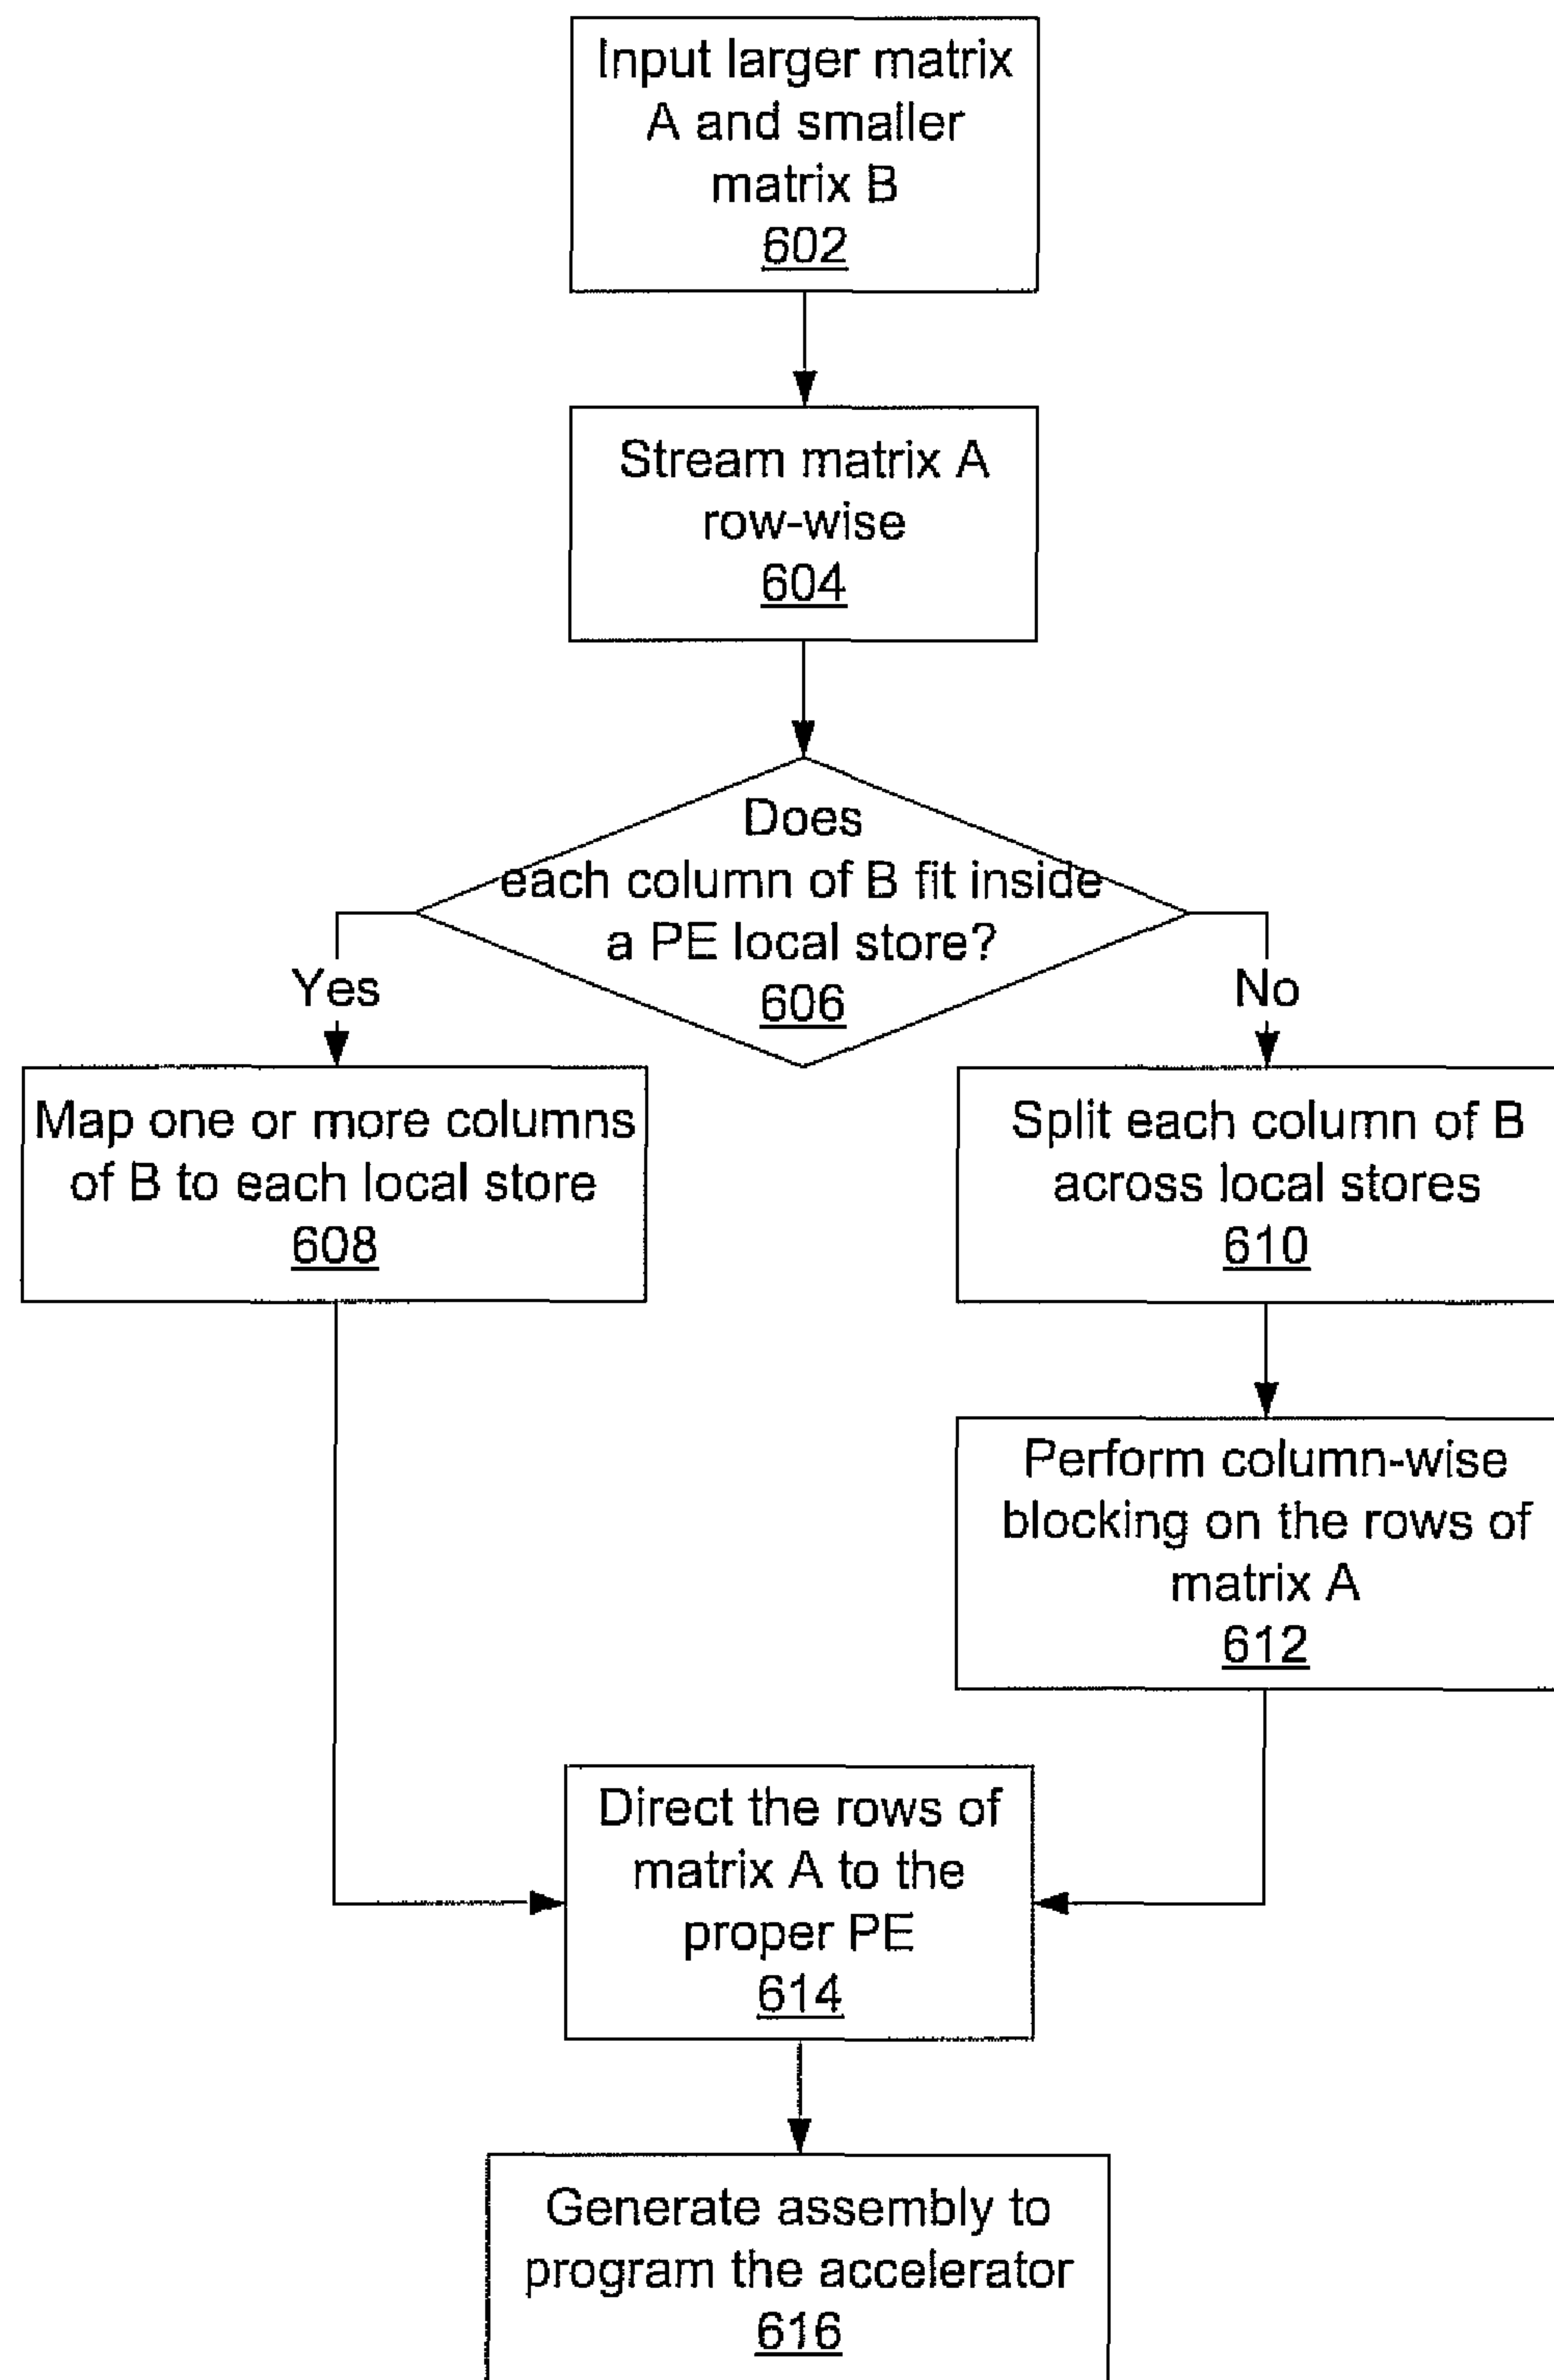 Input larger matrix
A and smaller
matrix B
602
Stream matrix A
row-wise
604
Does
each column of B fit inside
a PE local store?
606
Yes
No
Map one or more columns
of B to each local store
608
Split each column of B
across local stores
610
Perform column-wise
blocking on the rows of
matrix A
612
Direct the rows of
matrix A to the
proper PE
614
Generate assembly to
program the accelerator
616